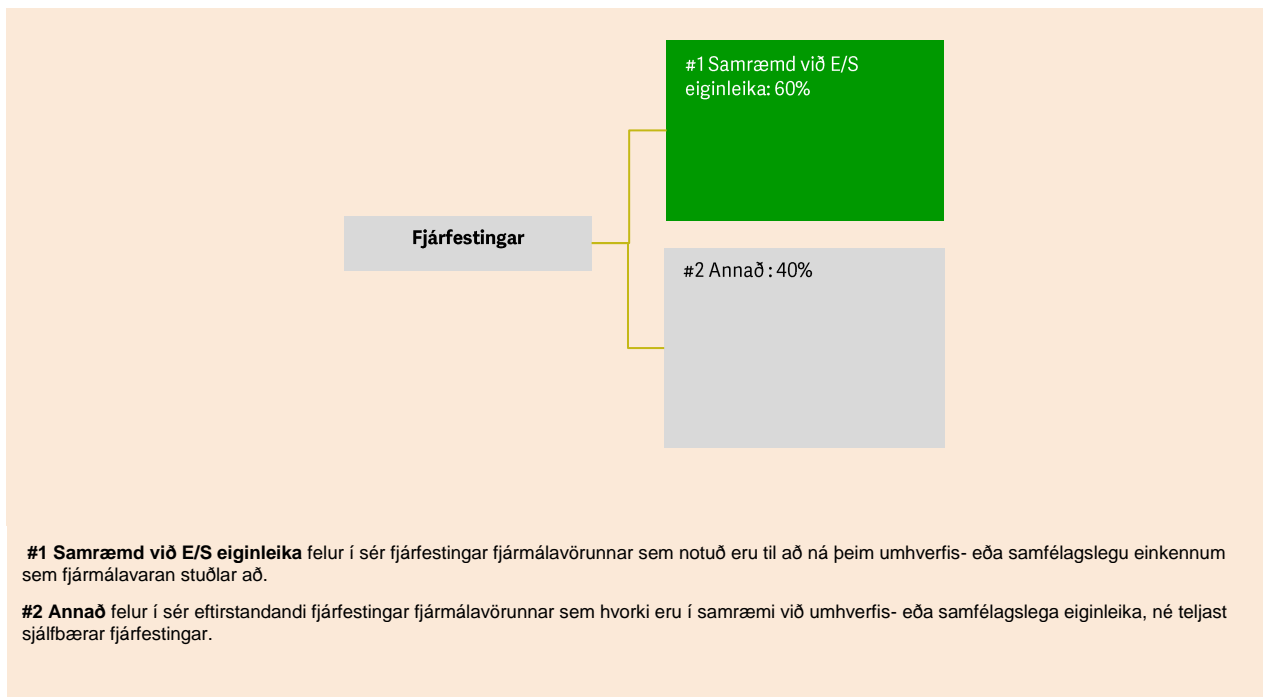 #1 Samræmd við E/S
eiginleika: 60%
Fjárfestingar
#2 Annað : 40%
#1 Samræmd við E/S eiginleika felur í sér fjárfestingar fjármálavörunnar sem notuð eru til að ná þeim umhverfis- eða samfélagslegu einkennum
sem fjármálavaran stuðlar að.
#2 Annað felur í sér eftirstandandi fjárfestingar fjármálavörunnar sem hvorki eru í samræmi við umhverfis- eða samfélagslega eiginleika, né teljast
sjálfbærar fjárfestingar.